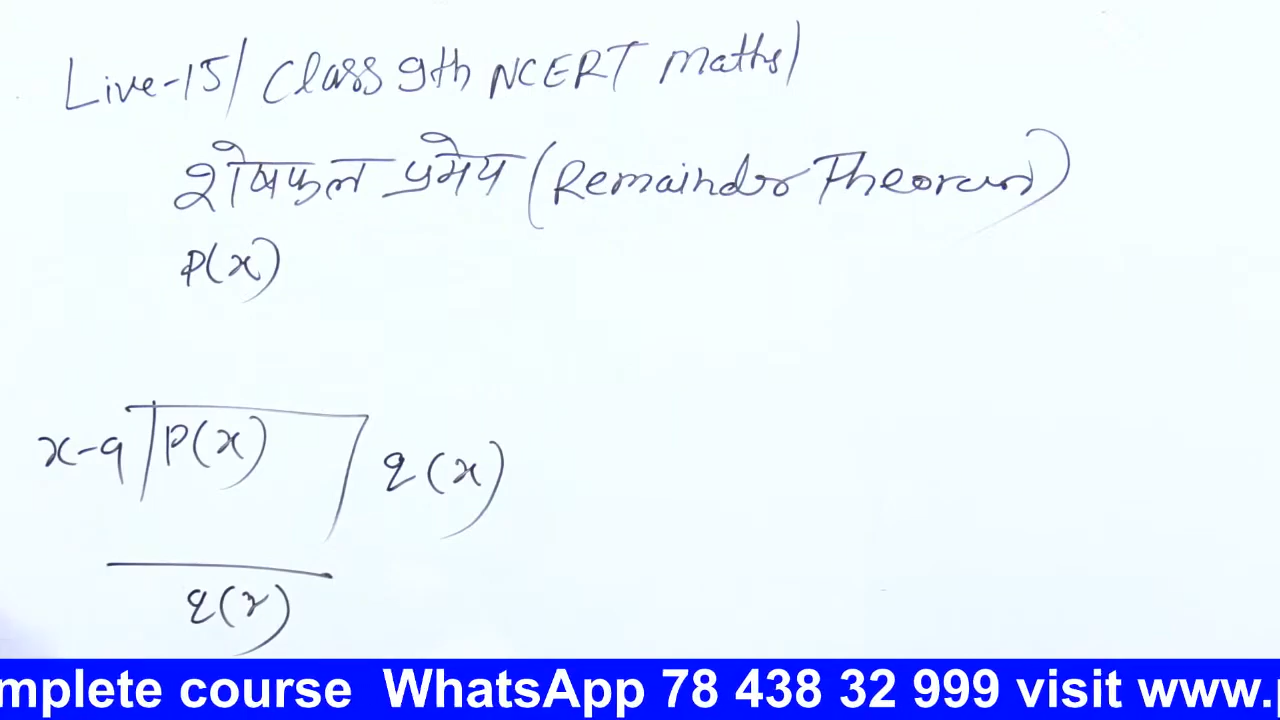 Live-15/ Class 9th NCERT Maths/
शेषफल प्रमेय (Remainder Theorem)
P(x)
x-a P(x) q(x)
q(r)
mplete course WhatsApp 78 438 32 999 visit www.